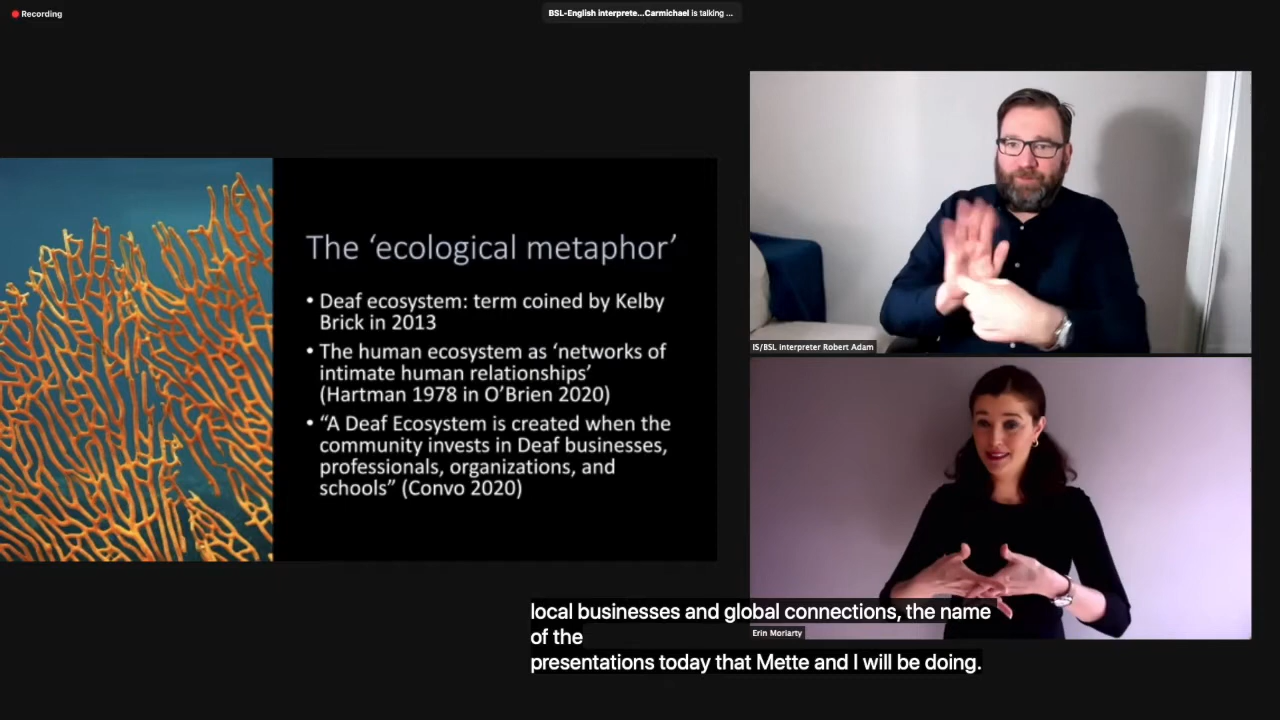 Recording
BSL-English interprete...Carmichael is talking ...
The ‘ecological metaphor’
• Deaf ecosystem: term coined by Kelby
Brick in 2013
• The human ecosystem as ‘networks of
intimate human relationships’
(Hartman 1978 in O’Brien 2020)
• “A Deaf Ecosystem is created when the
community invests in Deaf businesses,
professionals, organizations, and
schools” (Convo 2020)
IS/BSL interpreter Robert Adam
Erin Moriarty
local businesses and global connections, the name
of the
presentations today that Mette and I will be doing.